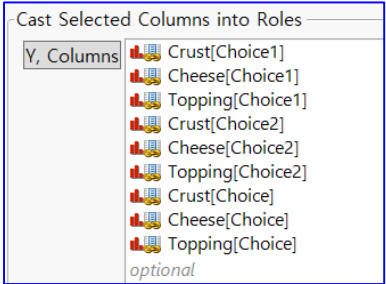 Cast Selected Columns into Roles
Y, Columns
Crust[Choice1]
Cheese[Choice1]
Topping[Choice1]
Crust[Choice2]
Cheese[Choice2]
Topping[Choice2]
Crust[Choice]
Cheese[Choice]
Topping[Choice]
optional